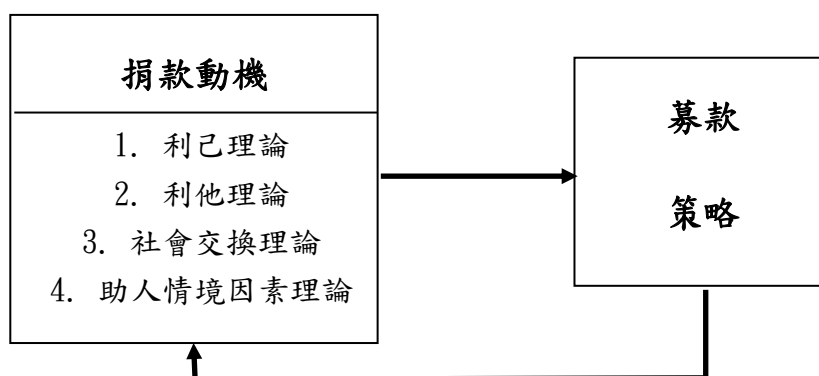 捐款動機
1. 利己理論
2. 利他理論
3. 社會交換理論
4. 助人情境因素理論
募款
策略